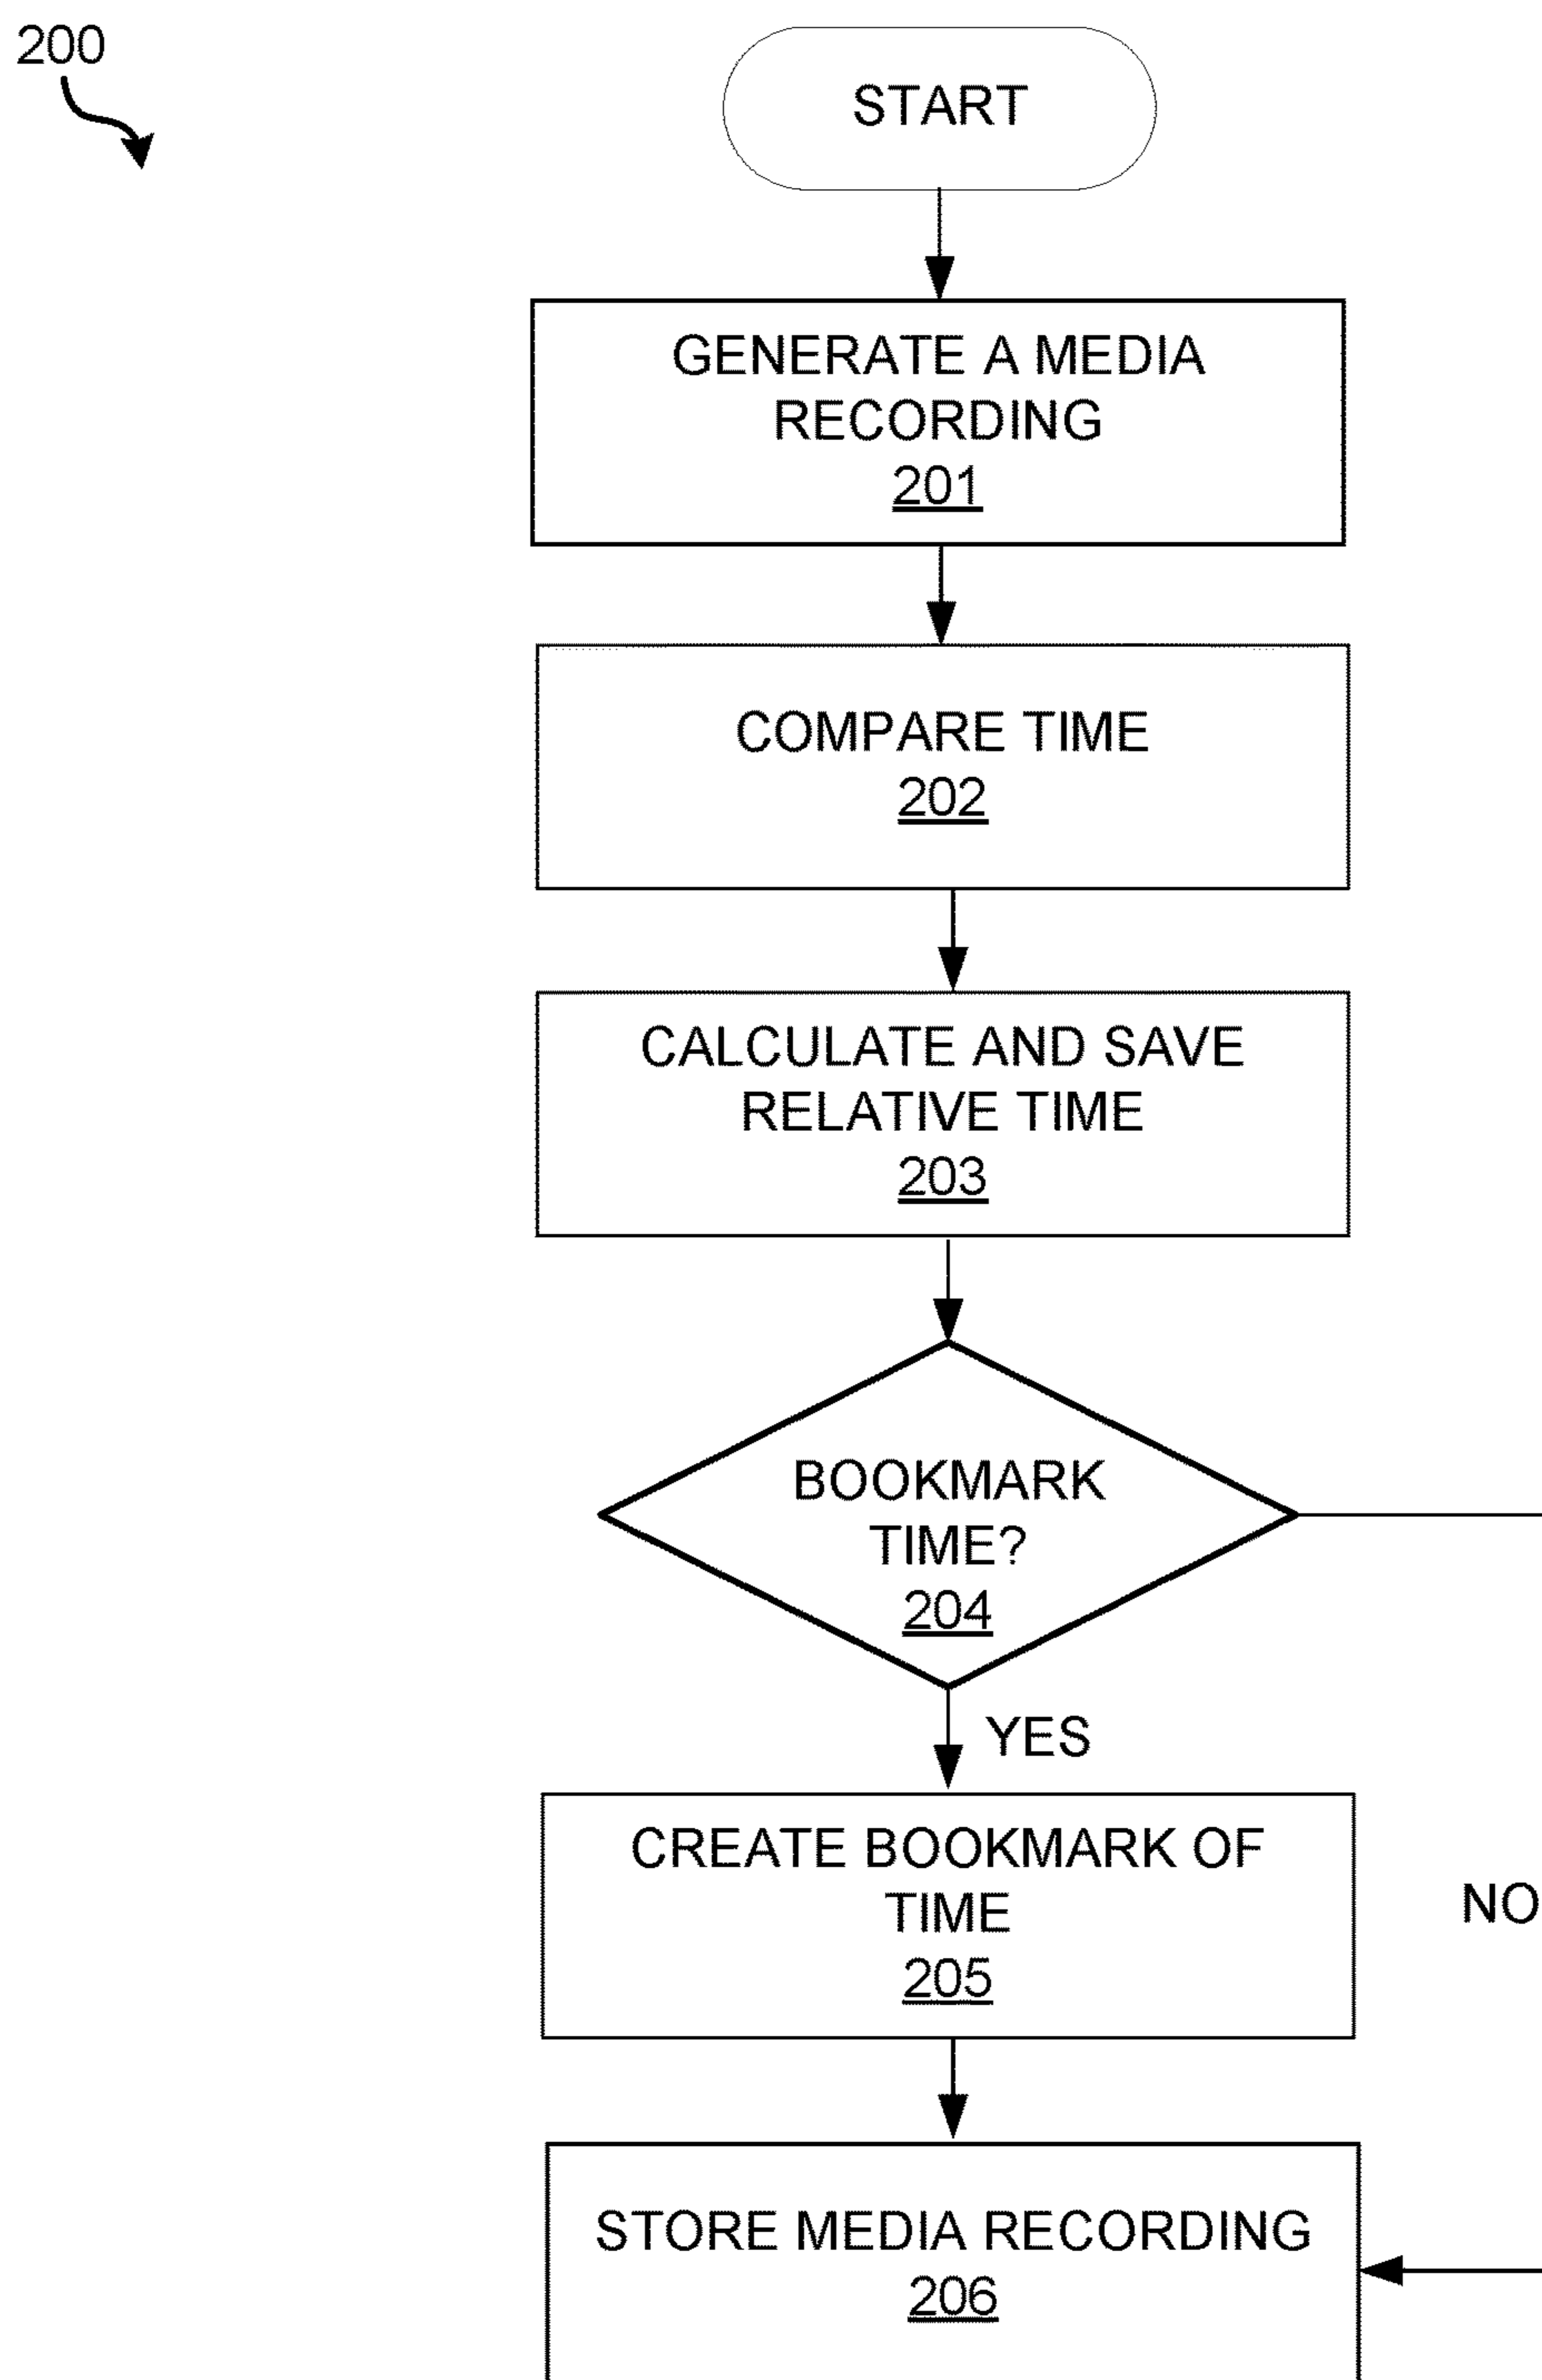 200
START
GENERATE A MEDIA
RECORDING
201
COMPARE TIME
202
CALCULATE AND SAVE
RELATIVE TIME
203
BOOKMARK
TIME?
204
YES
CREATE BOOKMARK OF
TIME
205
NO
STORE MEDIA RECORDING
206